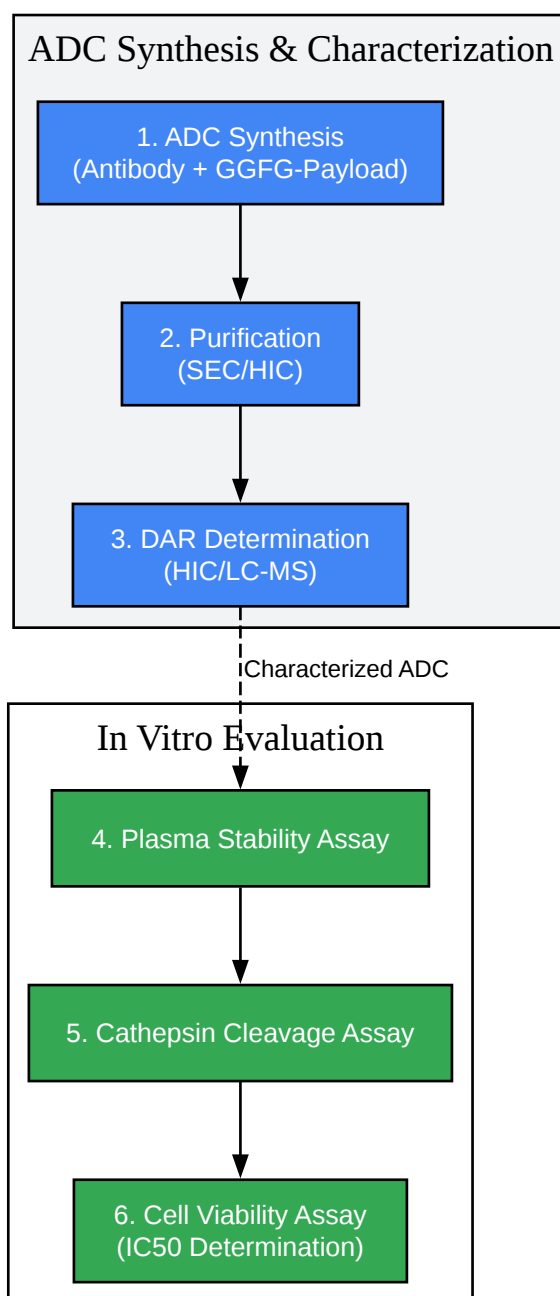 ADC Synthesis & Characterization
1. ADC Synthesis
(Antibody + GGFG-Payload)
2. Purification
(SEC/HIC)
3. DAR Determination
(HIC/LC-MS)
Characterized ADC
In Vitro Evaluation
4. Plasma Stability Assay
5. Cathepsin Cleavage Assay
6. Cell Viability Assay
(IC50 Determination)